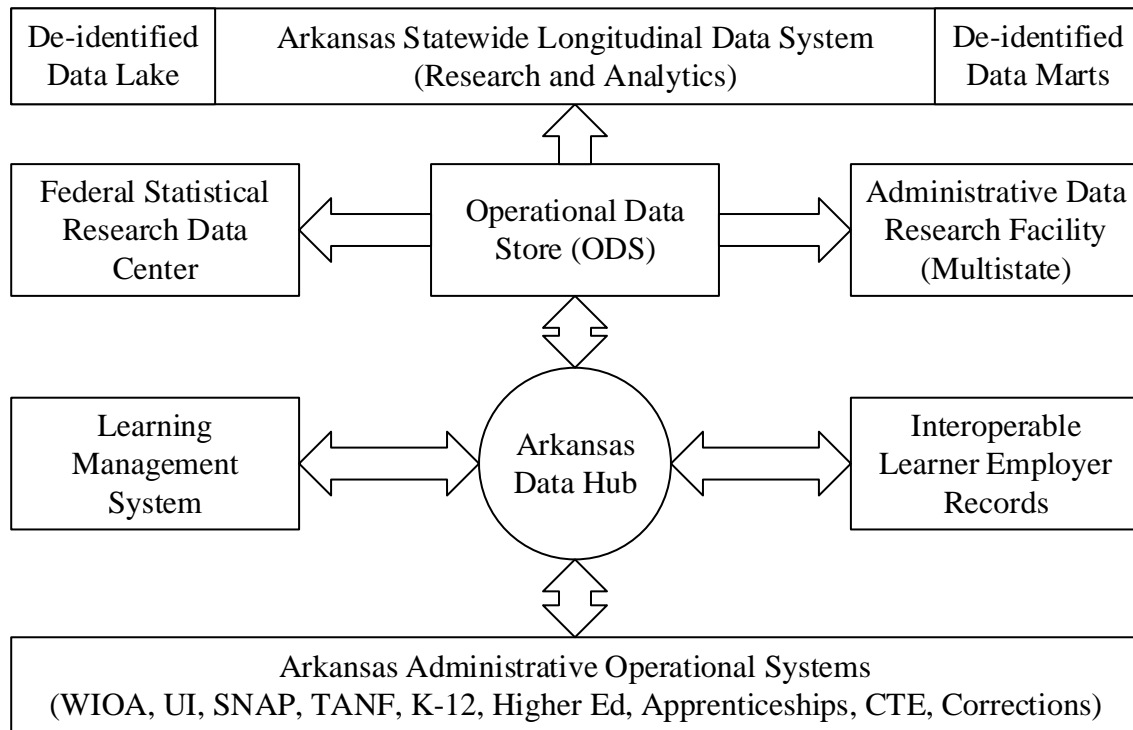 De-identified
Data Lake
Arkansas Statewide Longitudinal Data System
(Research and Analytics)
De-identified
Data Marts
Federal Statistical
Research Data
Center
Operational Data
Store (ODS)
Administrative Data
Research Facility
(Multistate)
Learning
Management
System
Arkansas
Data Hub
Interoperable
Learner Employer
Records
Arkansas Administrative Operational Systems
(WIOA, UI, SNAP, TANF, K-12, Higher Ed, Apprenticeships, CTE, Corrections)